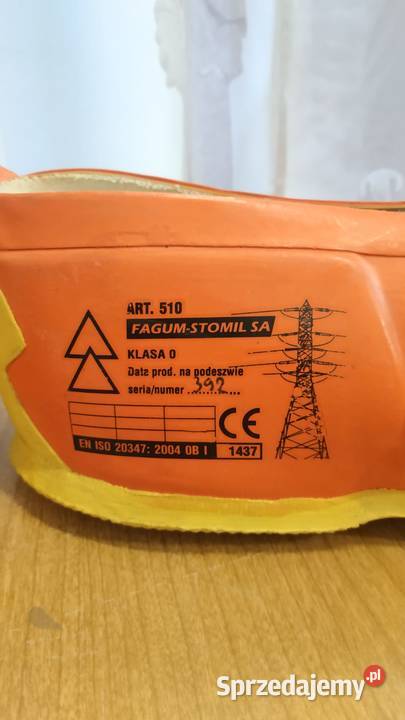 ART. 510
FAGUM-STOMIL SA
KLASA 0
Date prod. na podeszwie
seria/numer ..392...
CE
EN ISO 20347: 2004 OB I 1437
Sprzedajemy.pl